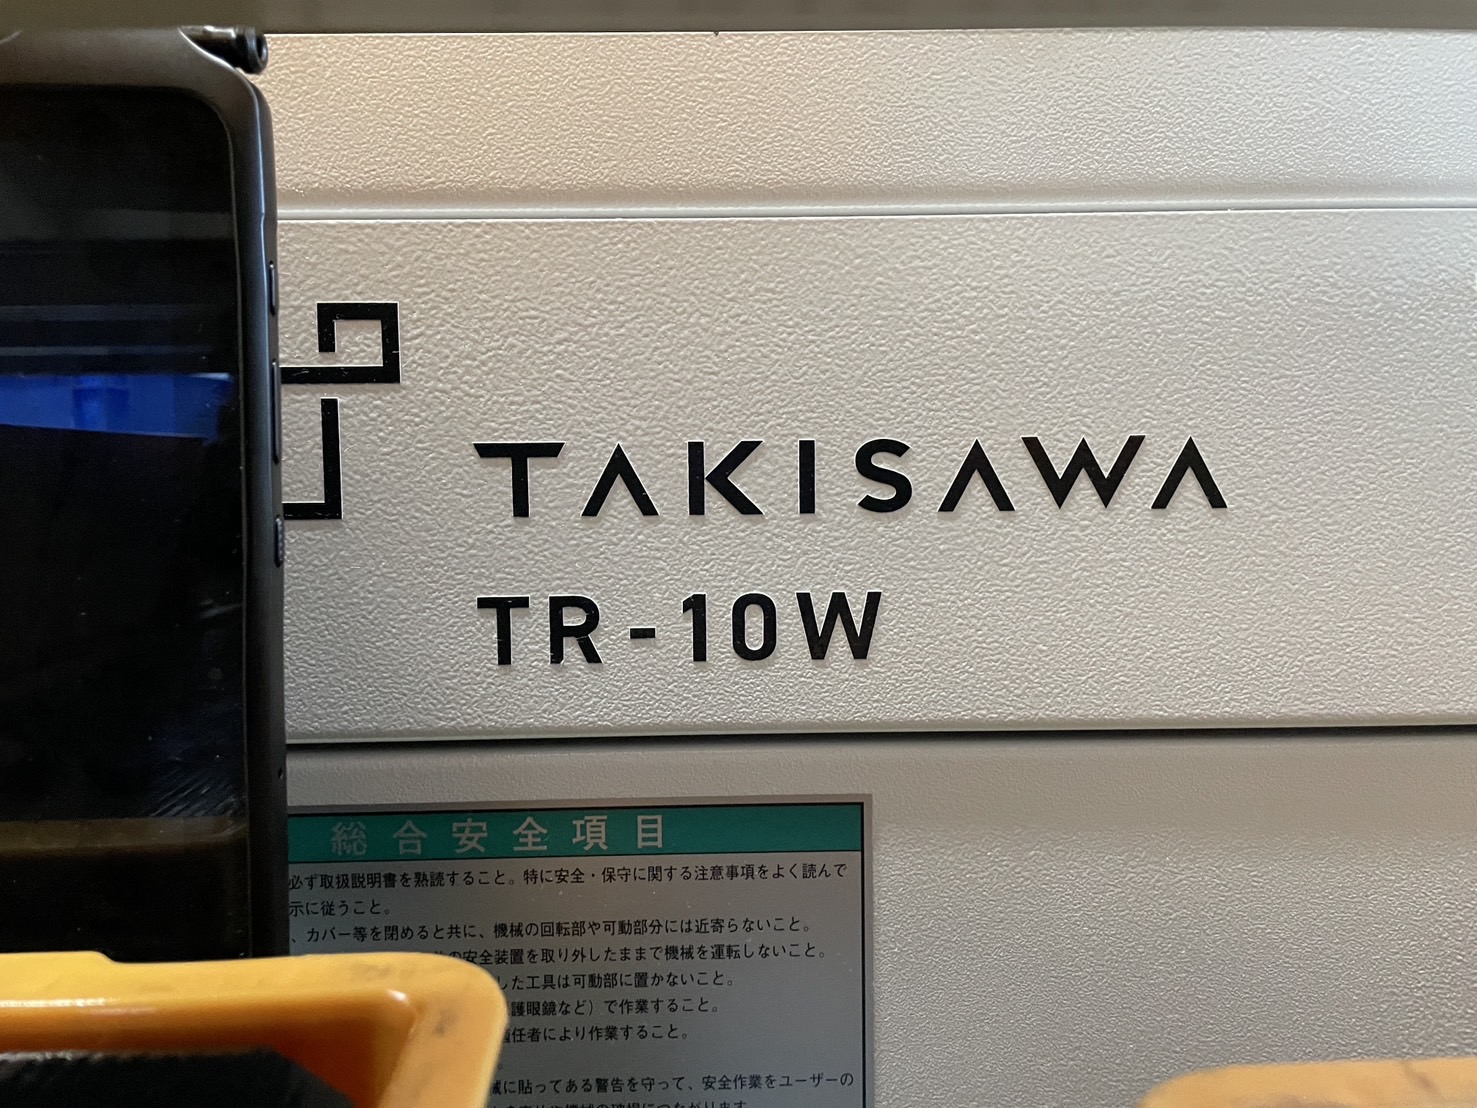 TAKISAWA
TR-10W
総合安全項目
必ず取扱説明書を熟読すること。特に安全・保守に関する注意事項をよく読んで
示に従うこと。
、カバー等を閉めると共に、機械の回転部や可動部分には近寄らないこと。
の安全装置を取り外したままで機械を運転しないこと。
した工具は可動部に置かないこと。
護眼鏡など）で作業すること。
適任者により作業すること。
械に貼ってある警告を守って、安全作業をユーザーの